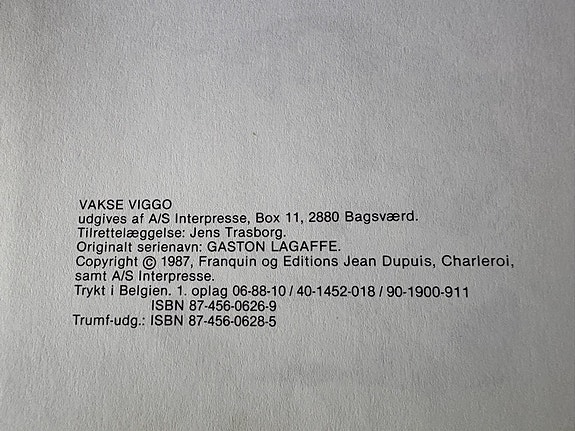 VAKSE VIGGO
udgives af A/S Interpresse, Box 11, 2880 Bagsværd.
Tilrettelæggelse: Jens Trasborg.
Originalt serienavn: GASTON LAGAFFE.
Copyright © 1987, Franquin og Editions Jean Dupuis, Charleroi,
samt A/S Interpresse.
Trykt i Belgien. 1. oplag 06-88-10 / 40-1452-018 / 90-1900-911
ISBN 87-456-0626-9
Trumf-udg.: ISBN 87-456-0628-5